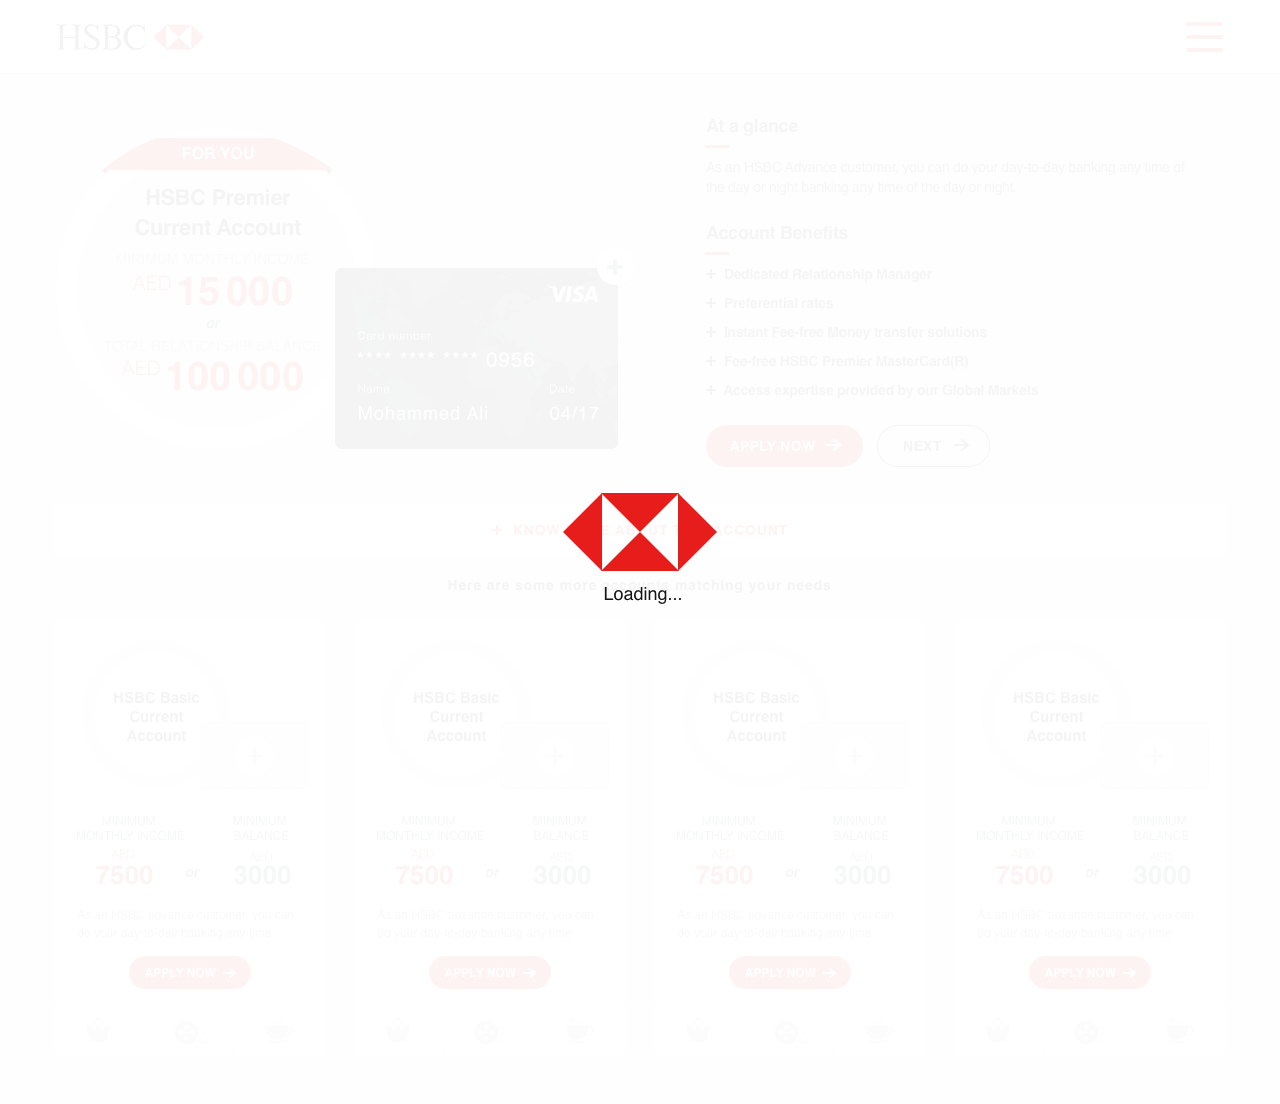 HSBC
FOR YOU
HSBC Premier
Current Account
MINIMUM MONTHLY INCOME
AED 15 000
or
TOTAL RELATIONSHIP BALANCE
AED 100 000
VISA
Card number
**** **** **** 0956
Name
Date
Mohammed Ali
04/17
At a glance
As an HSBC Advance customer, you can do your day-to-day banking any time of
the day or night banking any time of the day or night.
Account Benefits
+ Dedicated Relationship Manager
+ Preferential rates
+ Instant Fee-free Money transfer solutions
+ Fee-free HSBC Premier MasterCard(R)
+ Access expertise provided by our Global Markets
APPLY NOW →
NEXT →
+ KNOW ACCOUNT
Loading...
Here are some more accounts matching your needs
HSBC Basic
Current
Account
MINIMUM
MONTHLY INCOME
AED
7500
or
MINIMUM
BALANCE
AED
3000
As an HSBC advance customer, you can
do your day-to-day banking any time
APPLY NOW →
HSBC Basic
Current
Account
MINIMUM
MONTHLY INCOME
AED
7500
or
MINIMUM
BALANCE
AED
3000
As an HSBC advance customer, you can
do your day-to-day banking any time
APPLY NOW →
HSBC Basic
Current
Account
MINIMUM
MONTHLY INCOME
AED
7500
or
MINIMUM
BALANCE
AED
3000
As an HSBC advance customer, you can
do your day-to-day banking any time
APPLY NOW →
HSBC Basic
Current
Account
MINIMUM
MONTHLY INCOME
AED
7500
or
MINIMUM
BALANCE
AED
3000
As an HSBC advance customer, you can
do your day-to-day banking any time
APPLY NOW →